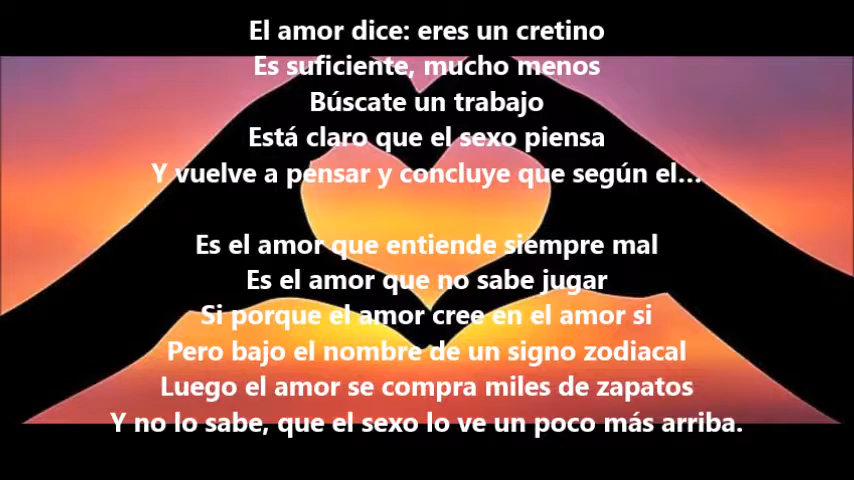 El amor dice: eres un cretino
Es suficiente, mucho menos
Búscate un trabajo
Está claro que el sexo piensa
Y vuelve a pensar y concluye que según el...
Es el amor que entiende siempre mal
Es el amor que no sabe jugar
Si porque el amor cree en el amor si
Pero bajo el nombre de un signo zodiacal
Luego el amor se compra miles de zapatos
Y no lo sabe, que el sexo lo ve un poco más arriba.